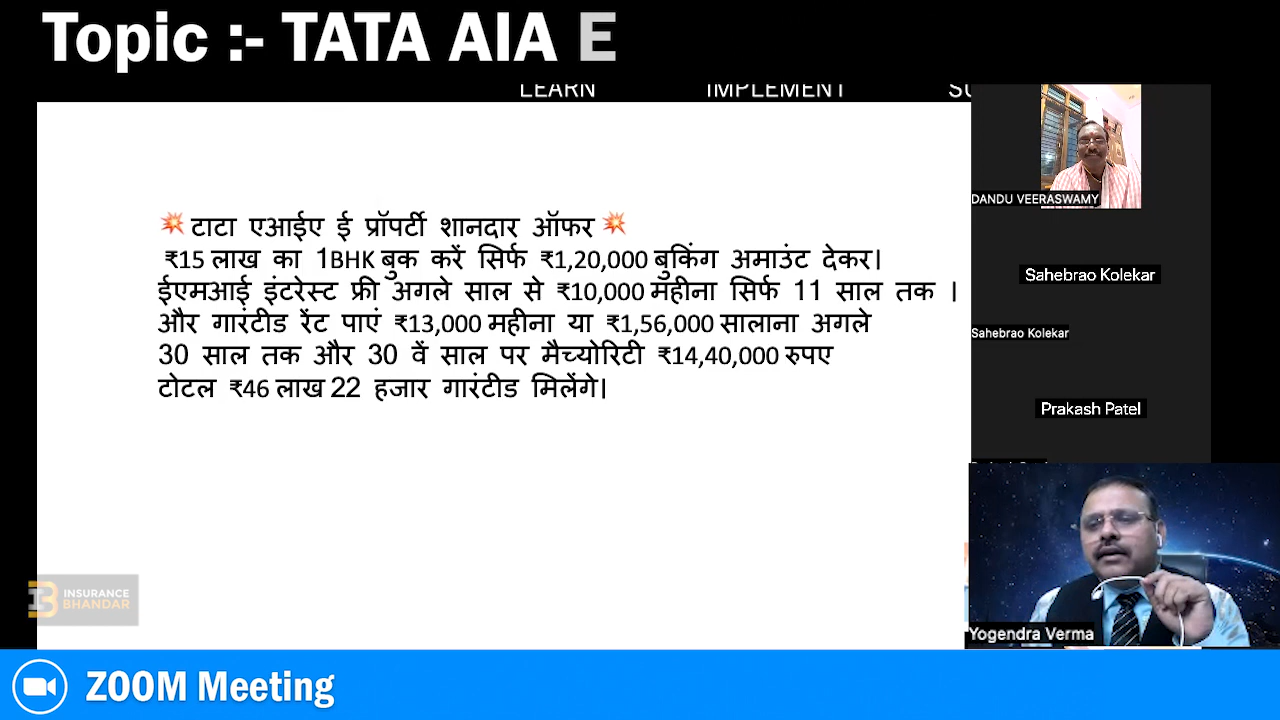 Topic :- TATA AIA E
LEARN IMPLEMENT
💥 टाटा एआईए ई प्रॉपर्टी शानदार ऑफर 💥
₹15 लाख का 1BHK बुक करें सिर्फ ₹1,20,000 बुकिंग अमाउंट देकर।
ईएमआई इंटरेस्ट फ्री अगले साल से ₹10,000 महीना सिर्फ 11 साल तक ।
और गारंटीड रेंट पाएं ₹13,000 महीना या ₹1,56,000 सालाना अगले
30 साल तक और 30 वें साल पर मैच्योरिटी ₹14,40,000 रुपए
टोटल ₹46 लाख 22 हजार गारंटीड मिलेंगे।
DANDU VEERASWAMY
Sahebrao Kolekar
Sahebrao Kolekar
Prakash Patel
Yogendra Verma
INSURANCE
BHANDAR
ZOOM Meeting